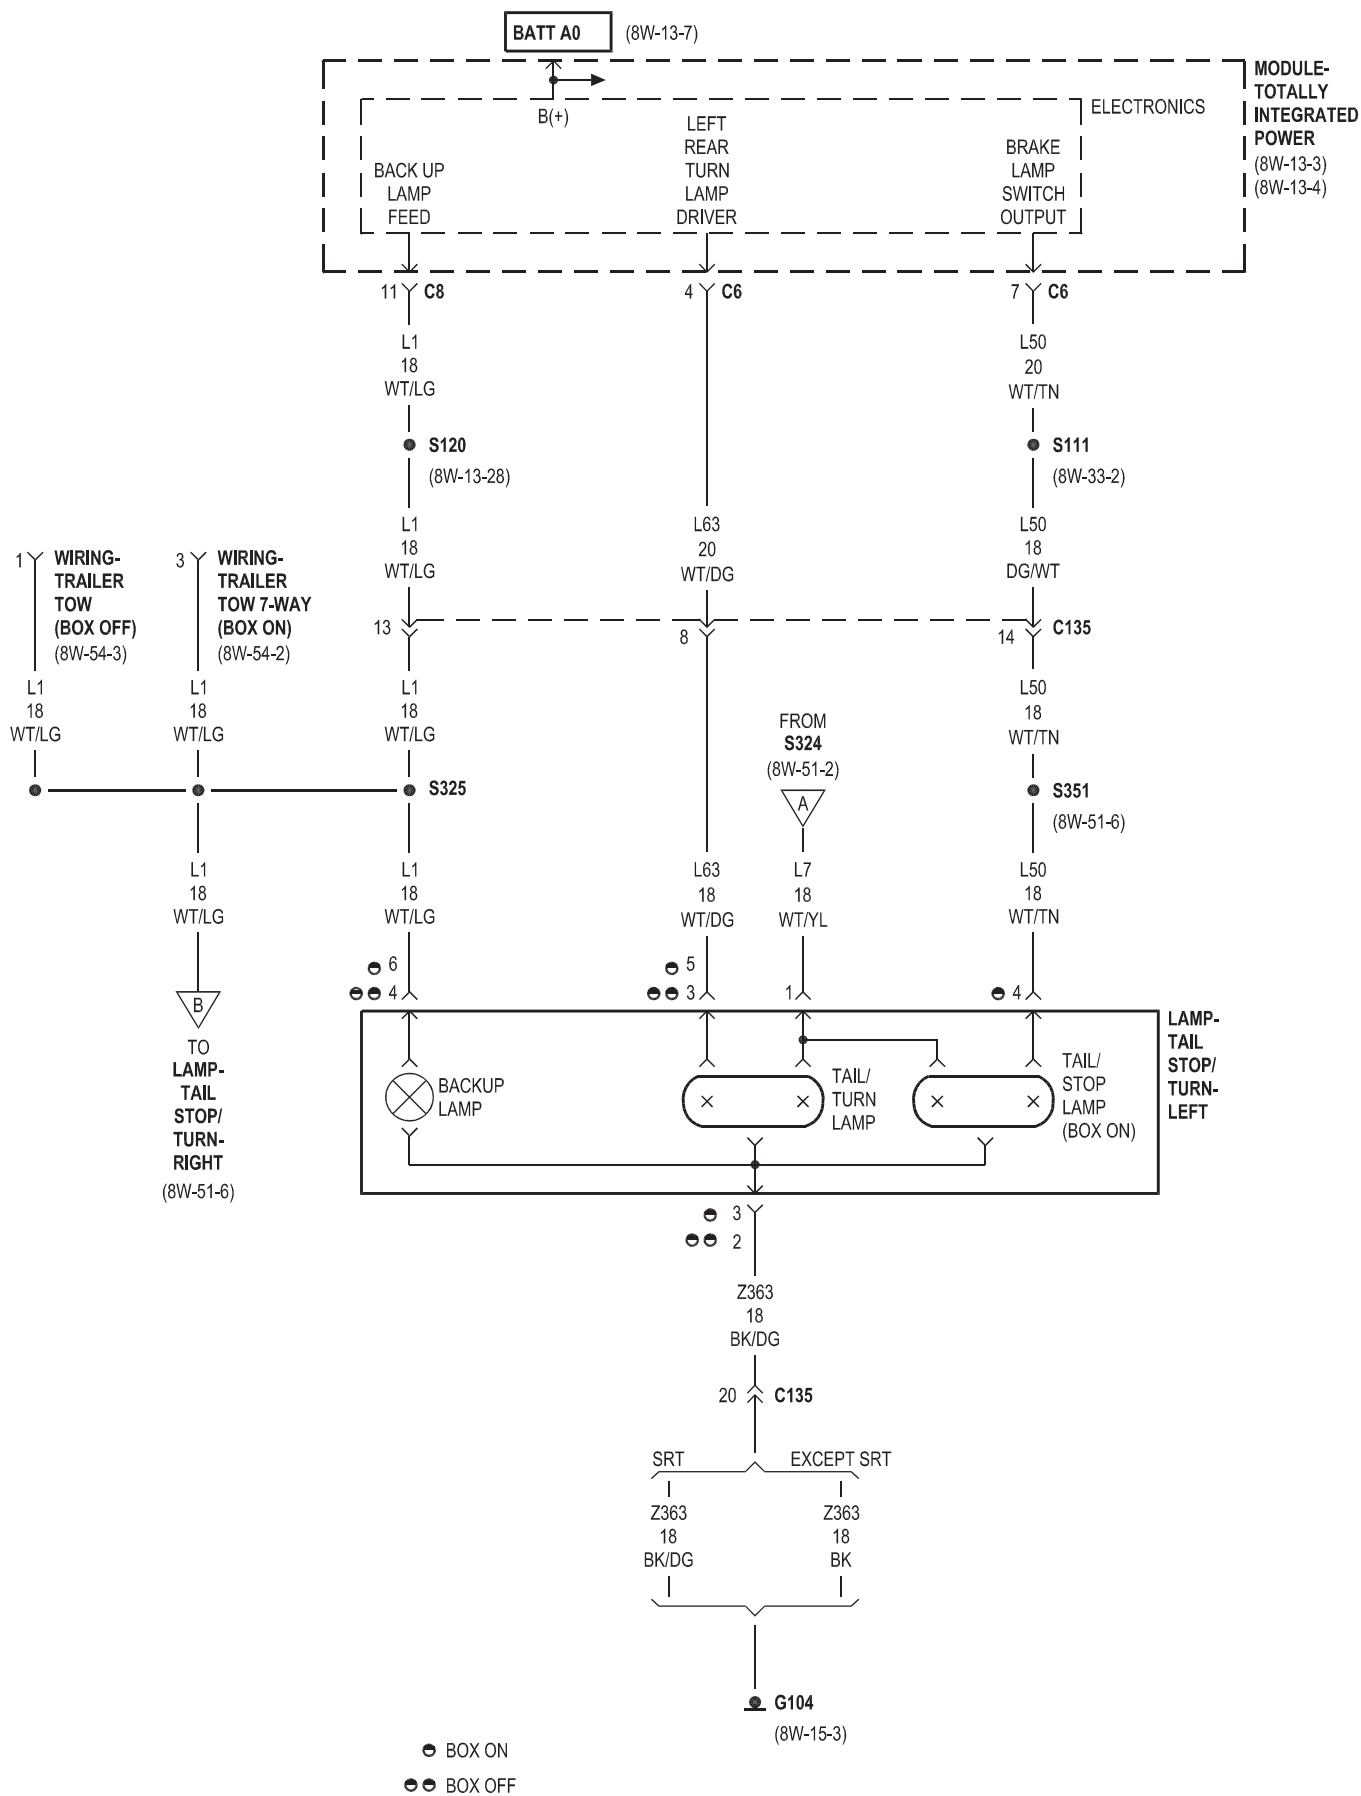 BATT A0 (8W-13-7)
MODULE-
TOTALLY
INTEGRATED
POWER
(8W-13-3)
(8W-13-4)
ELECTRONICS
B(+)
BACK UP
LAMP
FEED
LEFT
REAR
TURN
LAMP
DRIVER
BRAKE
LAMP
SWITCH
OUTPUT
11 C8
4 C6
7 C6
L1
18
WT/LG
L50
20
WT/TN
S120
(8W-13-28)
S111
(8W-33-2)
L1
18
WT/LG
L63
20
WT/DG
L50
18
DG/WT
1 WIRING-
TRAILER
TOW
(BOX OFF)
(8W-54-3)
3 WIRING-
TRAILER
TOW 7-WAY
(BOX ON)
(8W-54-2)
13
8
14 C135
L1
18
WT/LG
L1
18
WT/LG
L1
18
WT/LG
L50
18
WT/TN
FROM
S324
(8W-51-2)
A
S325
S351
(8W-51-6)
L1
18
WT/LG
L1
18
WT/LG
L63
18
WT/DG
L7
18
WT/YL
L50
18
WT/TN
6
4
5
3
1
4
B
TO
LAMP-
TAIL
STOP/
TURN-
RIGHT
(8W-51-6)
BACKUP
LAMP
TAIL/
TURN
LAMP
TAIL/
STOP
LAMP
(BOX ON)
LAMP-
TAIL
STOP/
TURN-
LEFT
3
2
Z363
18
BK/DG
20 C135
SRT
EXCEPT SRT
Z363
18
BK/DG
Z363
18
BK
G104
(8W-15-3)
BOX ON
BOX OFF